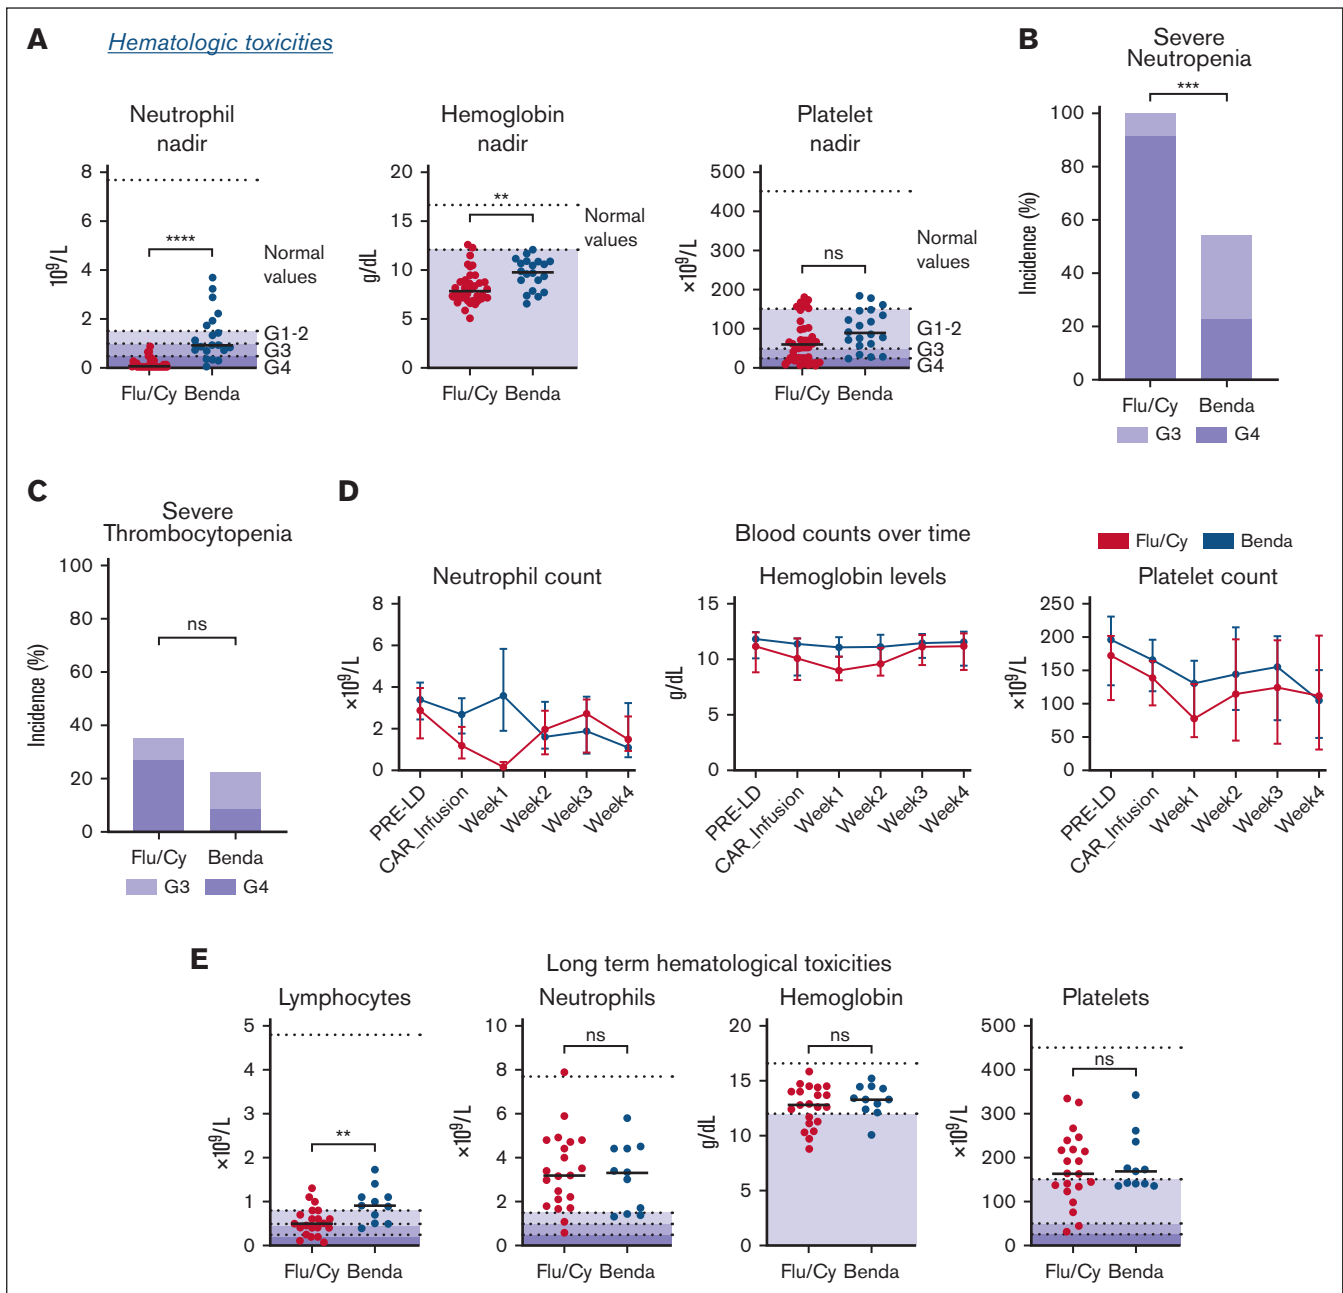 A
Hematologic toxicities
Neutrophil
nadir
10⁹/L
8
6
4
2
0
****
Normal
values
G1-2
G3
G4
Flu/Cy Benda
Hemoglobin
nadir
g/dL
20
15
10
5
0
**
Normal
values
Flu/Cy Benda
Platelet
nadir
×10⁹/L
500
400
300
200
100
0
ns
Normal
values
G1-2
G3
G4
Flu/Cy Benda
B
Severe
Neutropenia
***
Incidence (%)
100
80
60
40
20
0
Flu/Cy Benda
G3 G4
C
Severe
Thrombocytopenia
Incidence (%)
100
80
60
40
20
0
ns
Flu/Cy Benda
G3 G4
D
Blood counts over time
Flu/Cy Benda
Neutrophil count
×10⁹/L
8
6
4
2
0
PRE-LD
CAR_Infusion
Week1
Week2
Week3
Week4
Hemoglobin levels
g/dL
15
10
5
0
PRE-LD
CAR_Infusion
Week1
Week2
Week3
Week4
Platelet count
×10⁹/L
250
200
150
100
50
0
PRE-LD
CAR_Infusion
Week1
Week2
Week3
Week4
E
Long term hematological toxicities
Lymphocytes
×10⁹/L
5
4
3
2
1
0
**
Flu/Cy Benda
Neutrophils
×10⁹/L
10
8
6
4
2
0
ns
Flu/Cy Benda
Hemoglobin
g/dL
20
15
10
5
0
ns
Flu/Cy Benda
Platelets
×10⁹/L
500
400
300
200
100
0
ns
Flu/Cy Benda